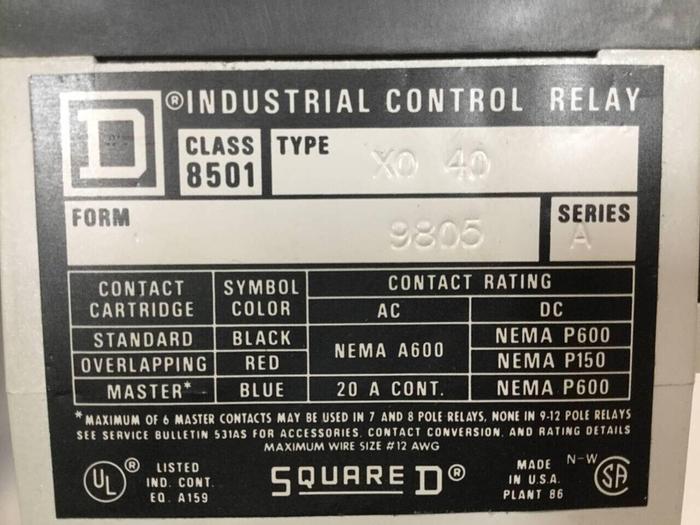 D ® INDUSTRIAL CONTROL RELAY
CLASS 8501 TYPE XO 40
FORM 9805 SERIES A
CONTACT CARTRIDGE SYMBOL COLOR CONTACT RATING
AC DC
STANDARD BLACK NEMA A600 NEMA P600
OVERLAPPING RED NEMA P150
MASTER* BLUE 20 A CONT. NEMA P600
*MAXIMUM OF 6 MASTER CONTACTS MAY BE USED IN 7 AND 8 POLE RELAYS, NONE IN 9-12 POLE RELAYS
SEE SERVICE BULLETIN 531AS FOR ACCESSORIES, CONTACT CONVERSION, AND RATING DETAILS
MAXIMUM WIRE SIZE #12 AWG
UL ® LISTED
IND. CONT.
EQ. A159
SQUARE D ®
MADE
IN U.S.A.
PLANT 86
N-W SA